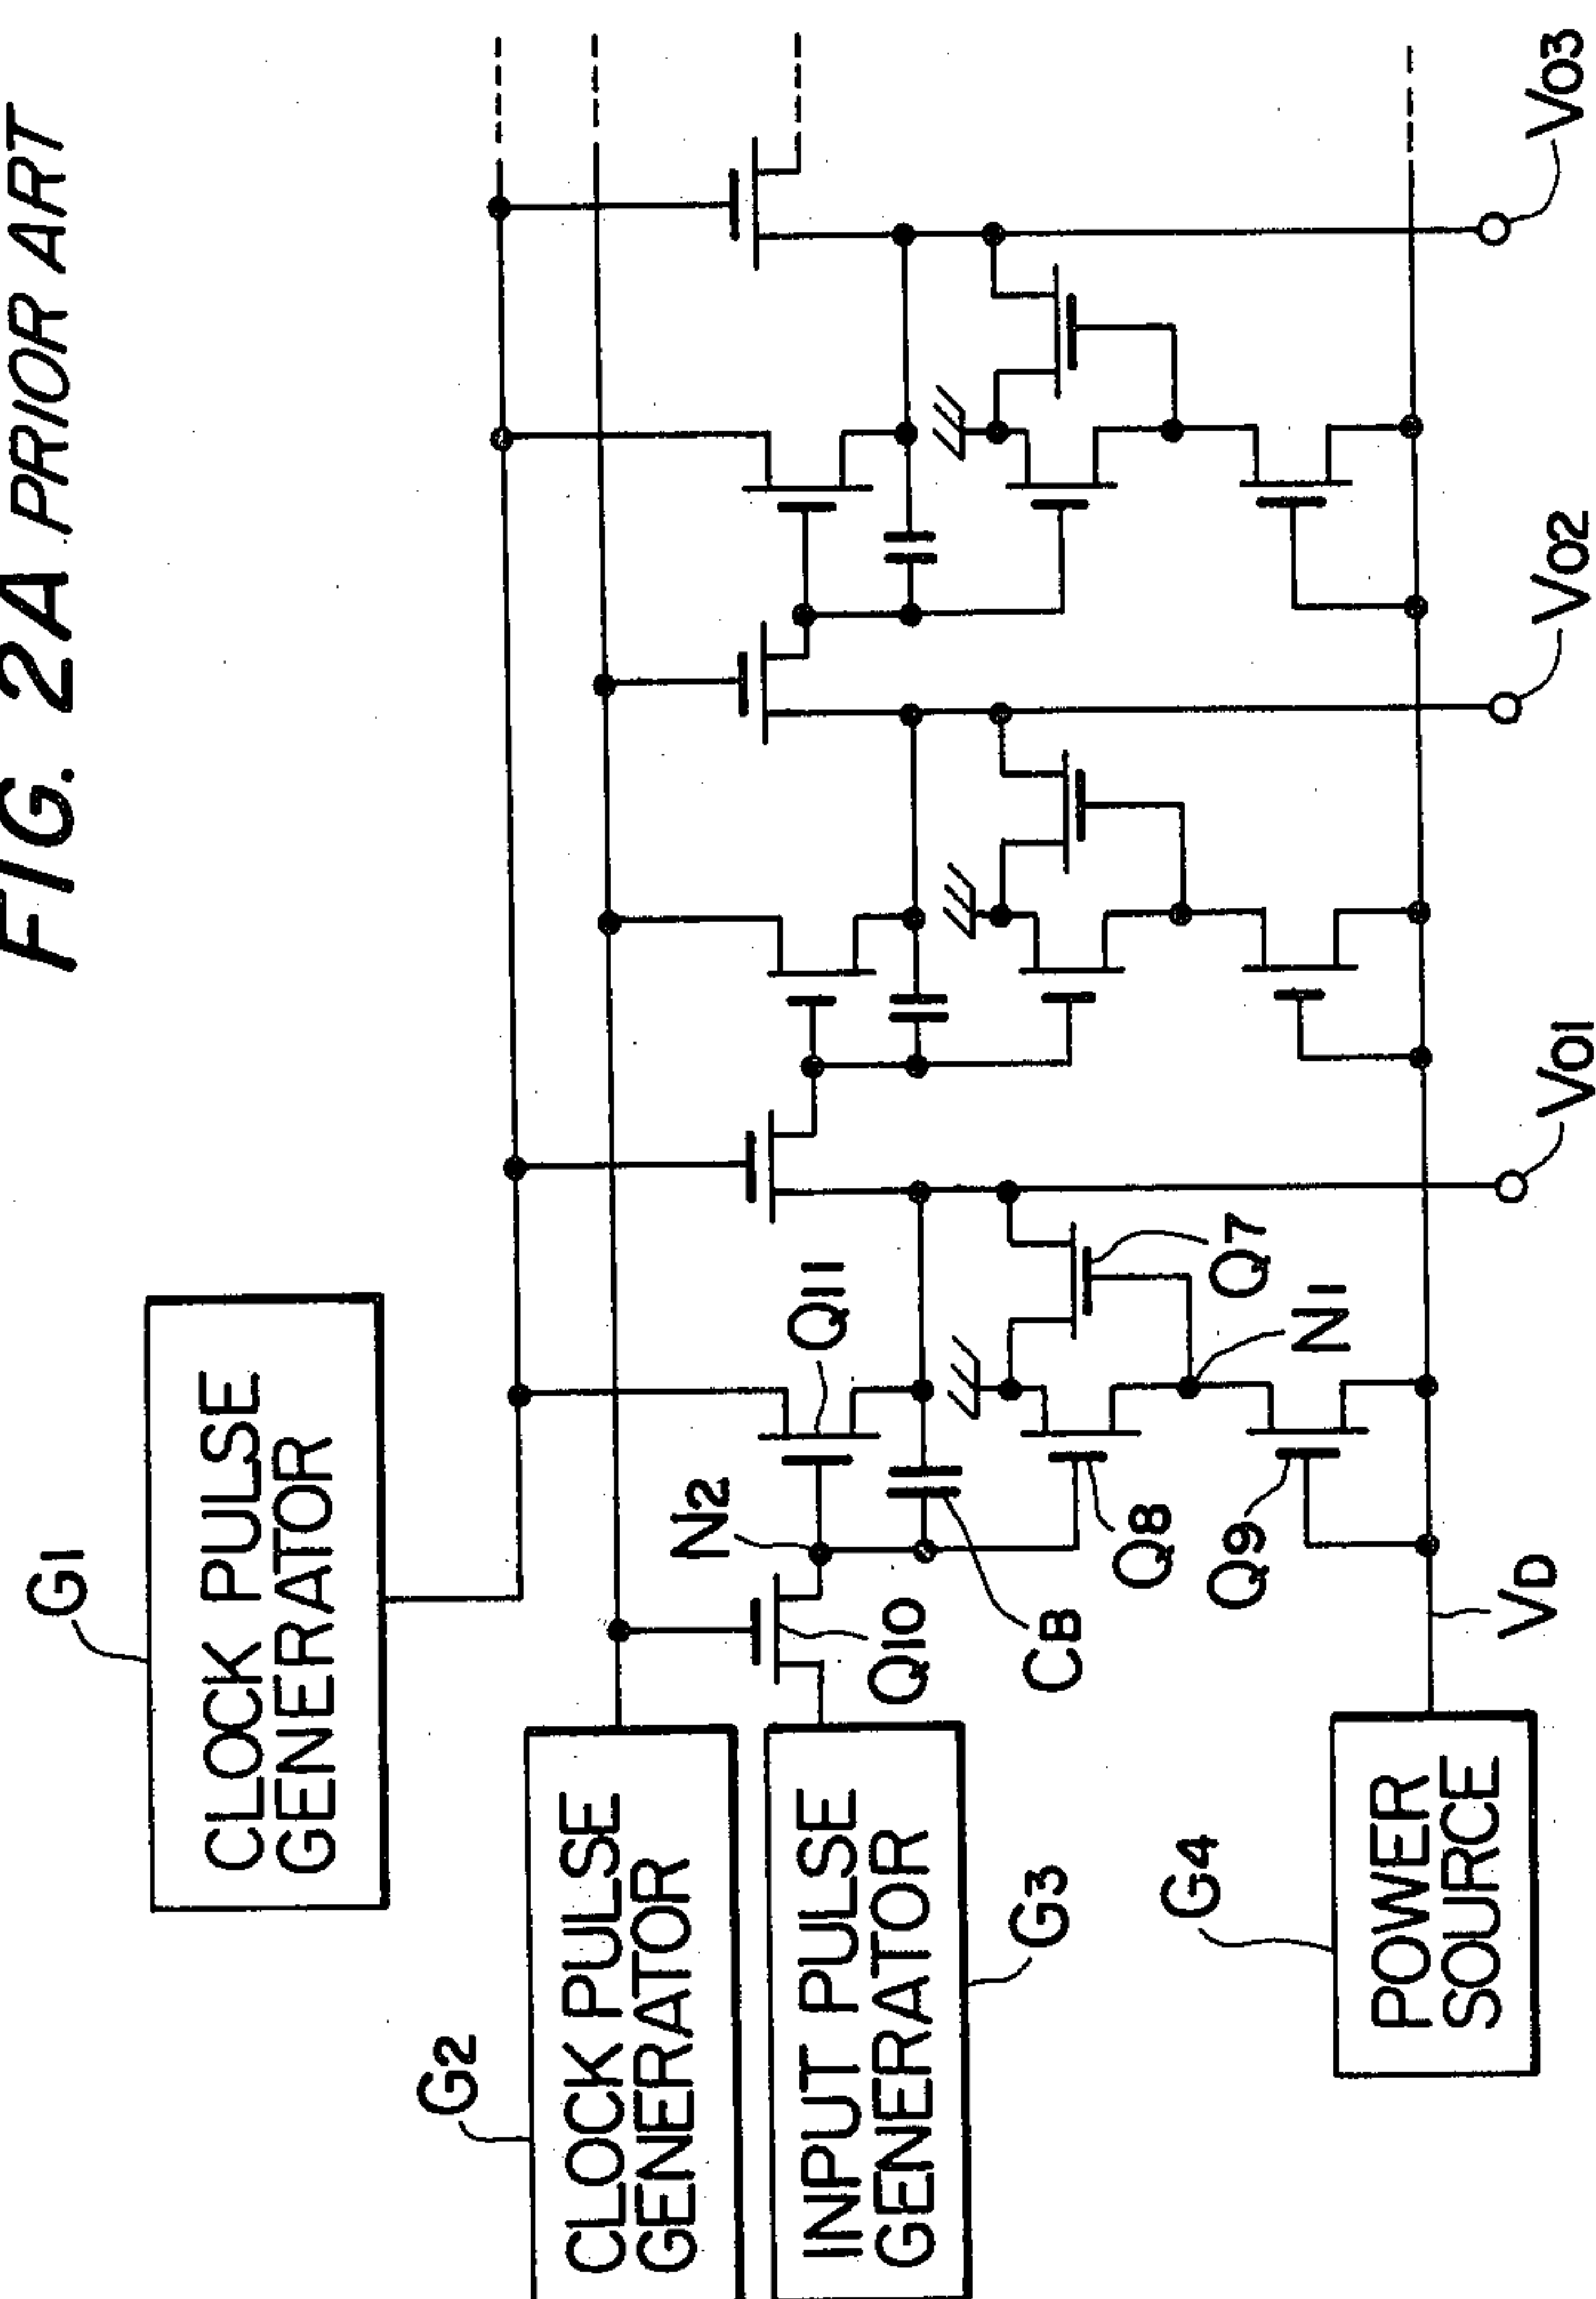 FIG. 2A PRIOR ART
G1
CLOCK PULSE
GENERATOR
G2
CLOCK PULSE
GENERATOR
INPUT PULSE
GENERATOR
G3
G4
POWER
SOURCE
N2
Q11
Q10
CB
Q8
Q9
Q7
N1
VD
VO1
VO2
VO3